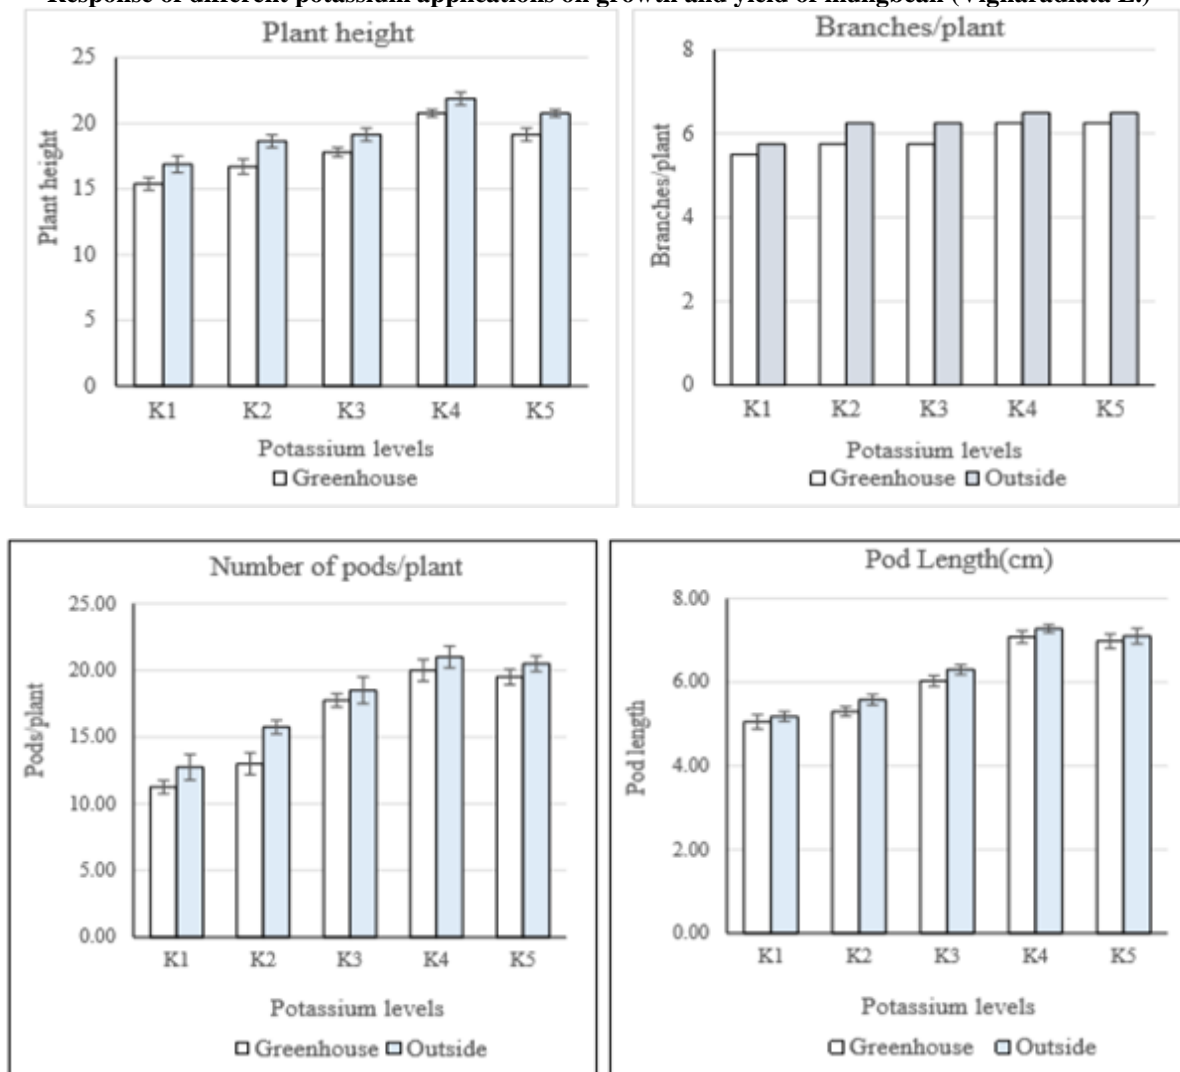 Response of different potassium applications on growth and yield of mungbean (Vignaradiata L.)
Plant height
25
20
15
10
5
0
Plant height
K1 K2 K3 K4 K5
Potassium levels
Greenhouse
Branches/plant
8
6
4
2
0
Branches/plant
K1 K2 K3 K4 K5
Potassium levels
Greenhouse Outside
Number of pods/plant
25.00
20.00
15.00
10.00
5.00
0.00
Pods/plant
K1 K2 K3 K4 K5
Potassium levels
Greenhouse Outside
Pod Length(cm)
8.00
6.00
4.00
2.00
0.00
Pod length
K1 K2 K3 K4 K5
Potassium levels
Greenhouse Outside